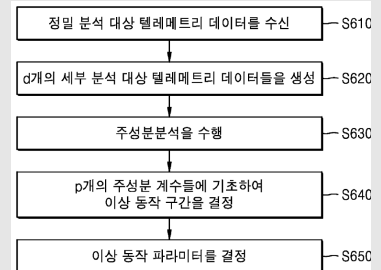 정밀 분석 대상 텔레메트리 데이터를 수신
S610
d개의 세부 분석 대상 텔레메트리 데이터들을 생성
S620
주성분분석을 수행
S630
p개의 주성분 계수들에 기초하여
이상 동작 구간을 결정
S640
이상 동작 파라미터를 결정
S650